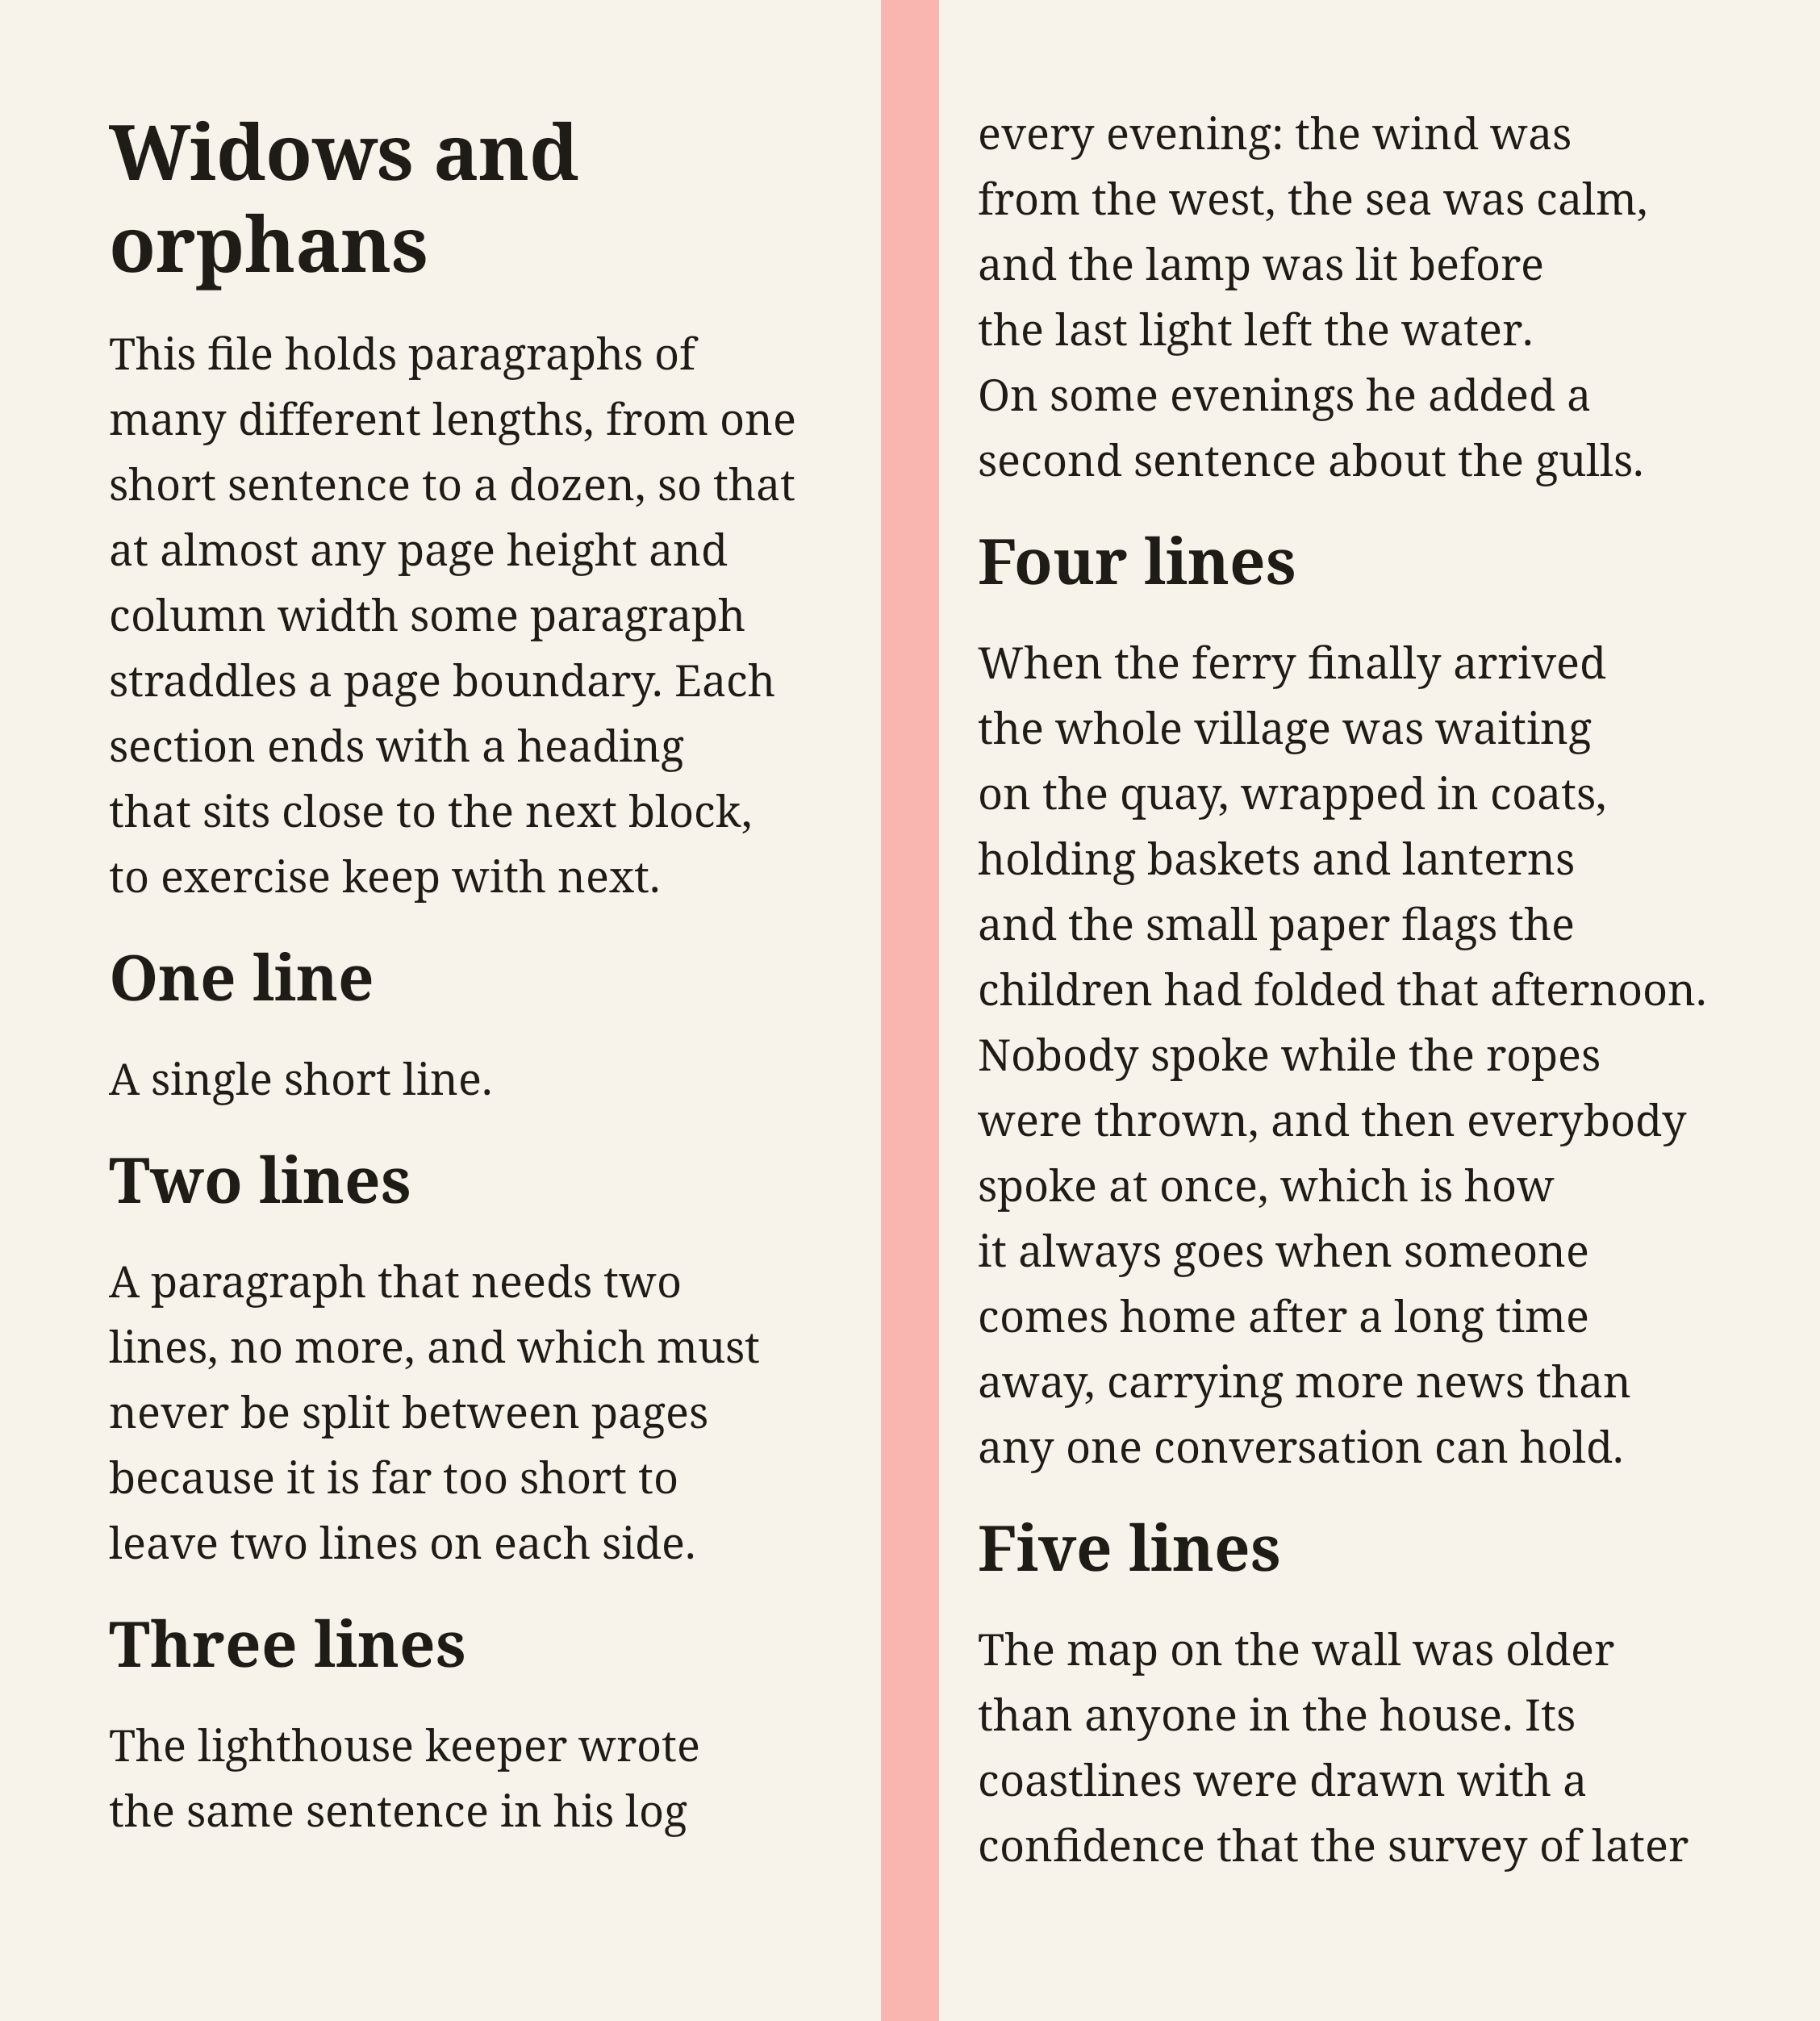 Widows and
orphans
This file holds paragraphs of
many different lengths, from one
short sentence to a dozen, so that
at almost any page height and
column width some paragraph
straddles a page boundary. Each
section ends with a heading
that sits close to the next block,
to exercise keep with next.
One line
A single short line.
Two lines
A paragraph that needs two
lines, no more, and which must
never be split between pages
because it is far too short to
leave two lines on each side.
Three lines
The lighthouse keeper wrote
the same sentence in his log
every evening: the wind was
from the west, the sea was calm,
and the lamp was lit before
the last light left the water.
On some evenings he added a
second sentence about the gulls.
Four lines
When the ferry finally arrived
the whole village was waiting
on the quay, wrapped in coats,
holding baskets and lanterns
and the small paper flags the
children had folded that afternoon.
Nobody spoke while the ropes
were thrown, and then everybody
spoke at once, which is how
it always goes when someone
comes home after a long time
away, carrying more news than
any one conversation can hold.
Five lines
The map on the wall was older
than anyone in the house. Its
coastlines were drawn with a
confidence that the survey of later